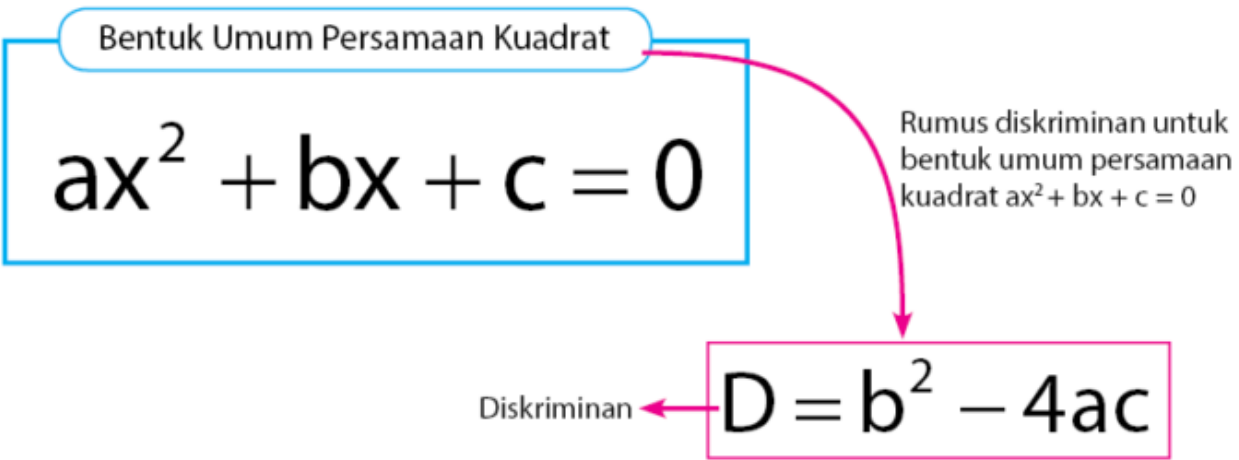 Bentuk Umum Persamaan Kuadrat
ax² + bx + c = 0
Rumus diskriminan untuk
bentuk umum persamaan
kuadrat ax² + bx + c = 0
Diskriminan
D = b² − 4ac